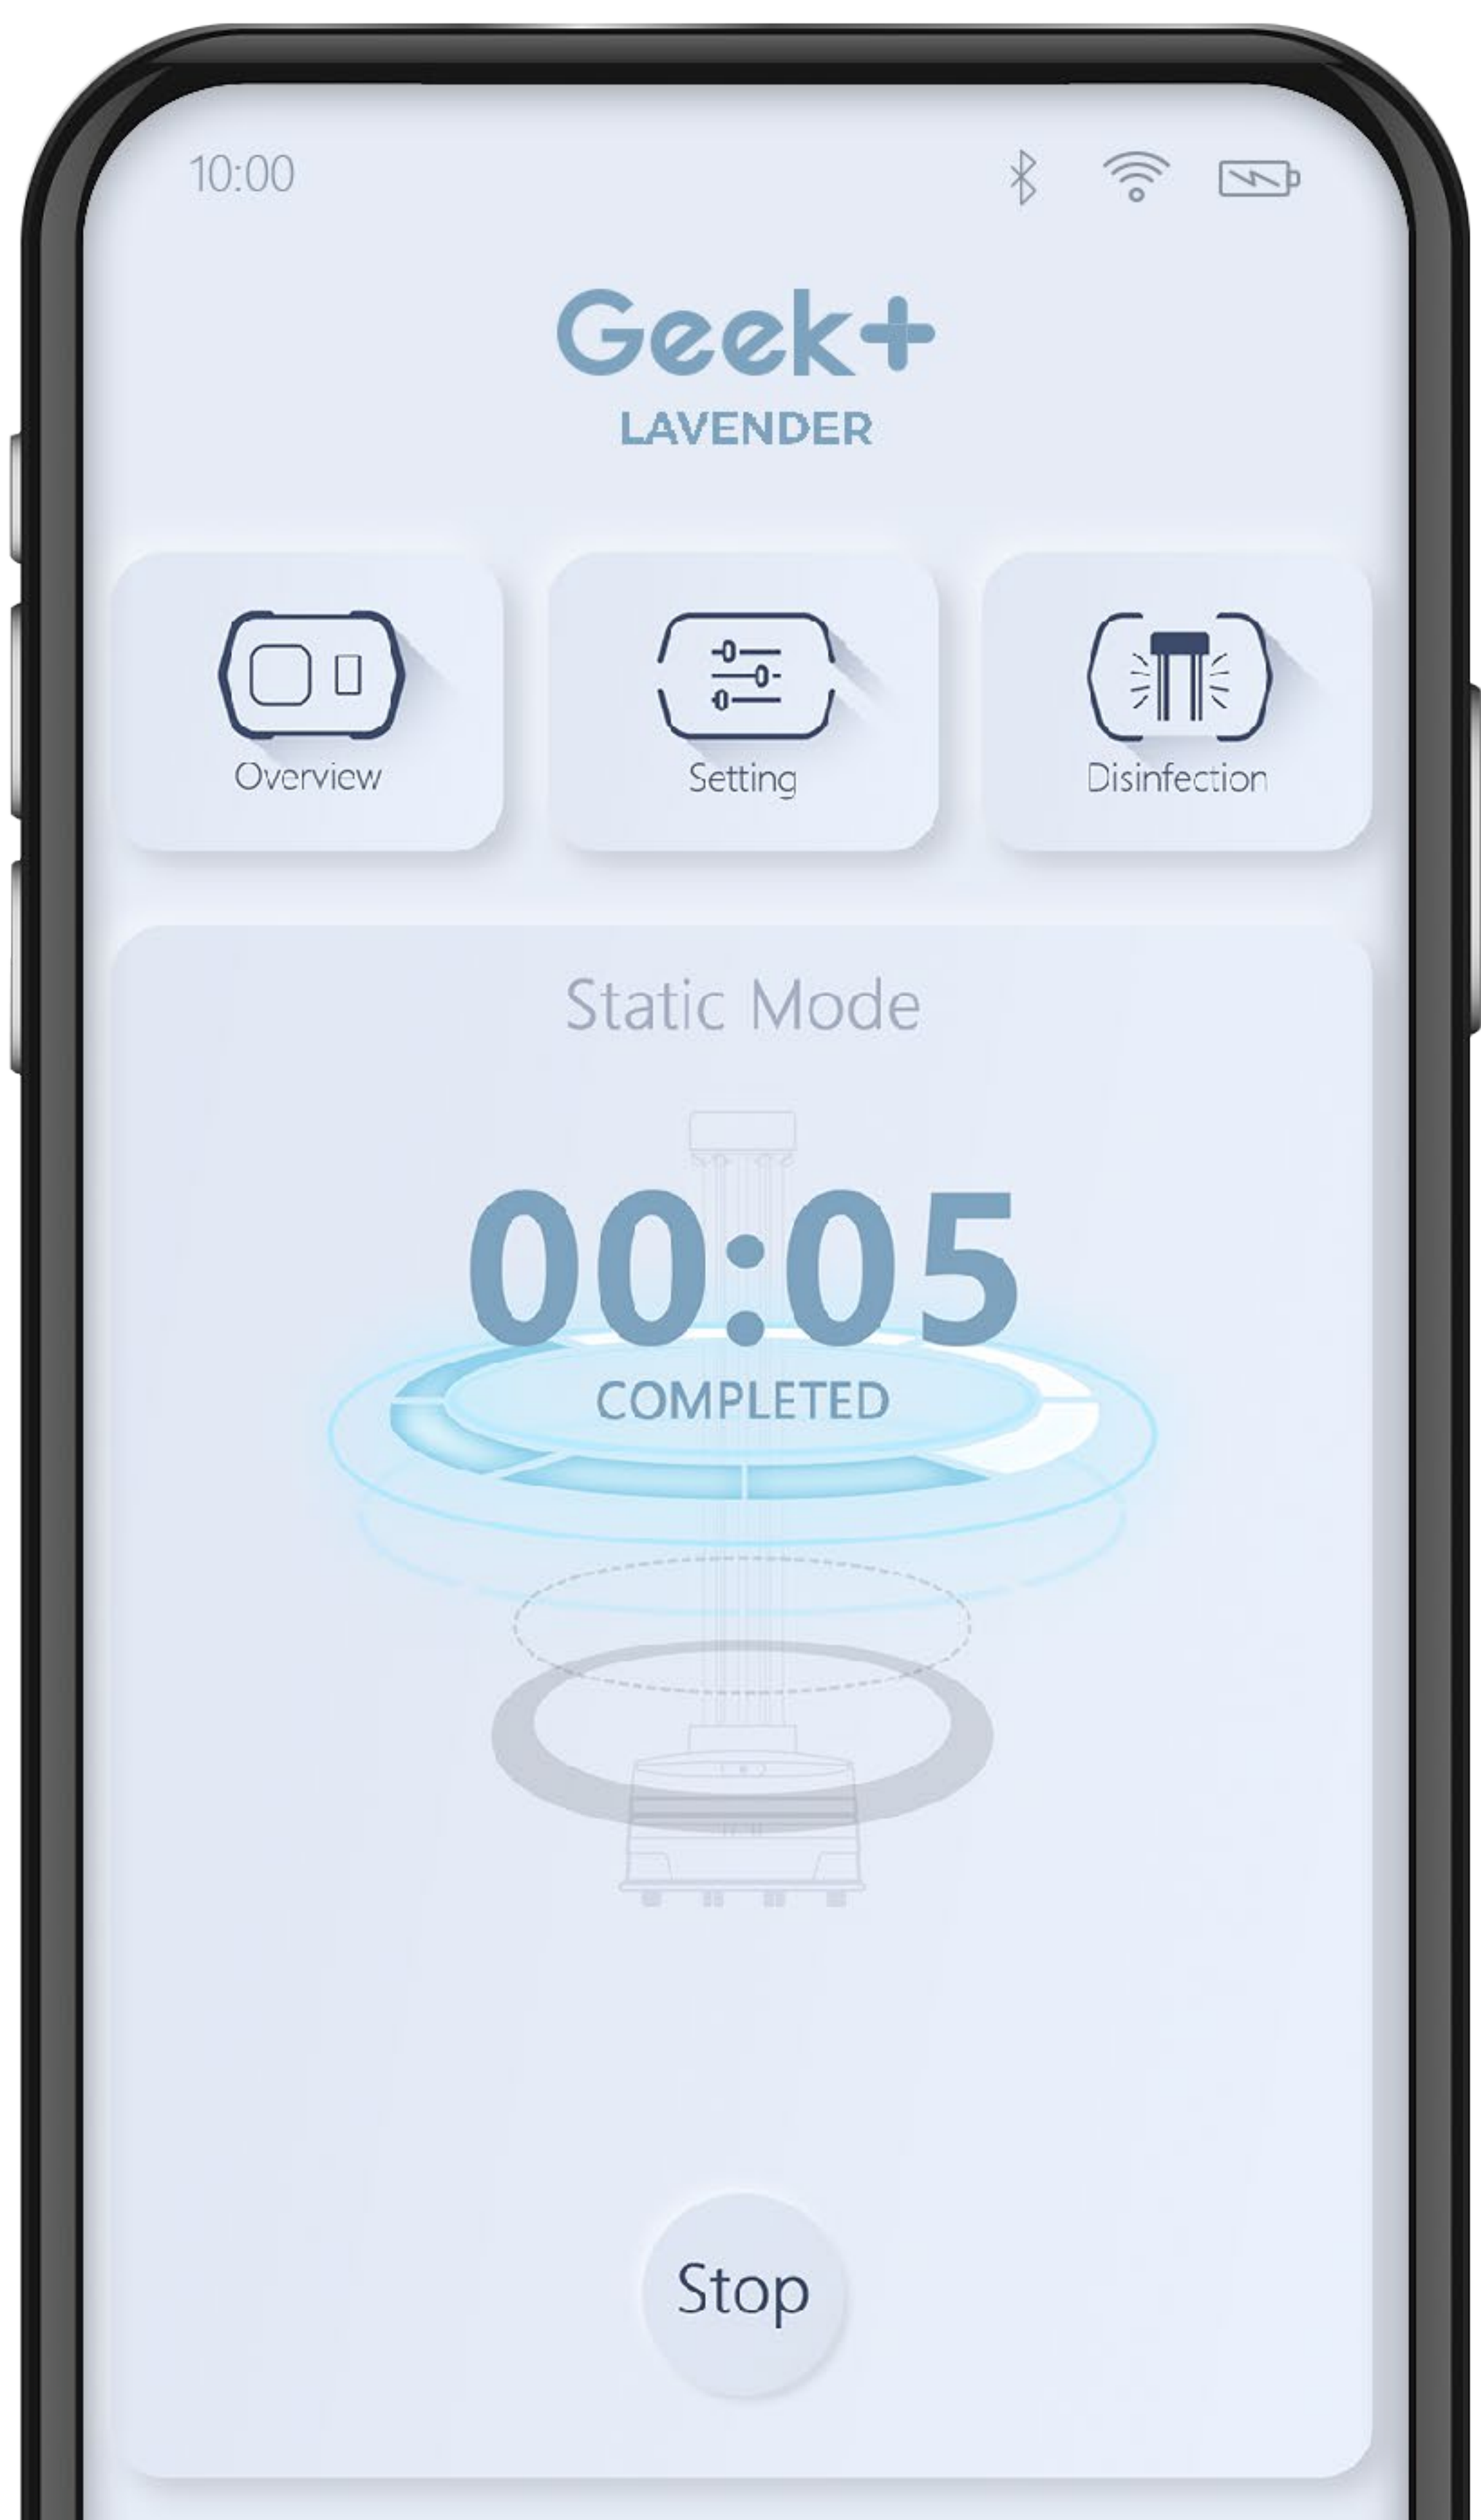 10:00
Geek+
LAVENDER
Overview
Setting
Disinfection
Static Mode
00:05
COMPLETED
Stop